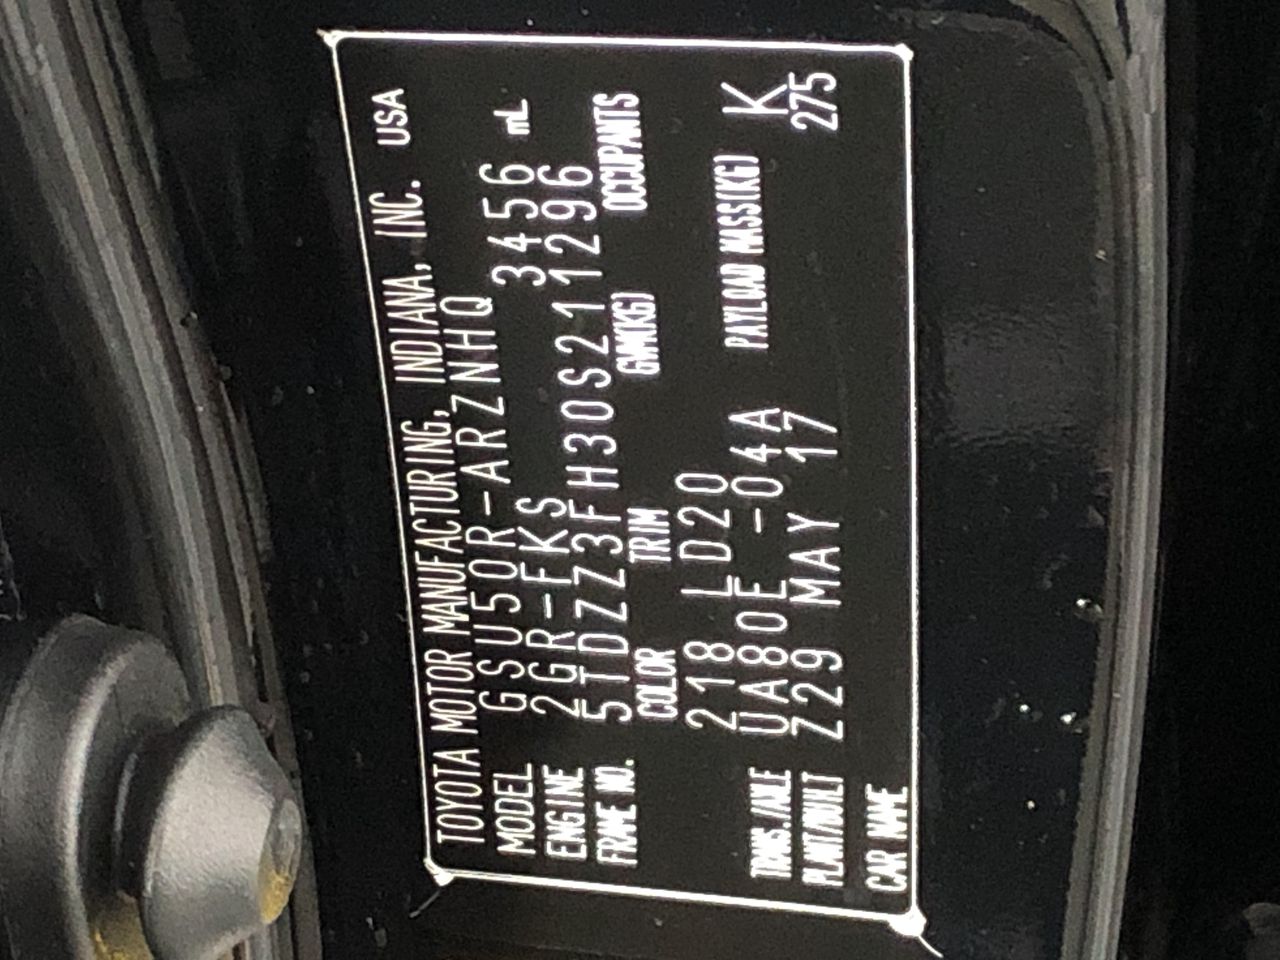 TOYOTA MOTOR MANUFACTURING, INDIANA, INC. USA
MODEL GSU50R-ARZNHQ
ENGINE 2GR-FKS 3456 mL
FRAME NO. 5TDZZ3FH30S211296
COLOR TRIM GVM(KG) OCCUPANTS
218 LD20
TRANS./AXLE UA80E -04A PAYLOAD MASS(KG) K
PLANT/BUILT Z29 MAY 17 275
CAR NAME